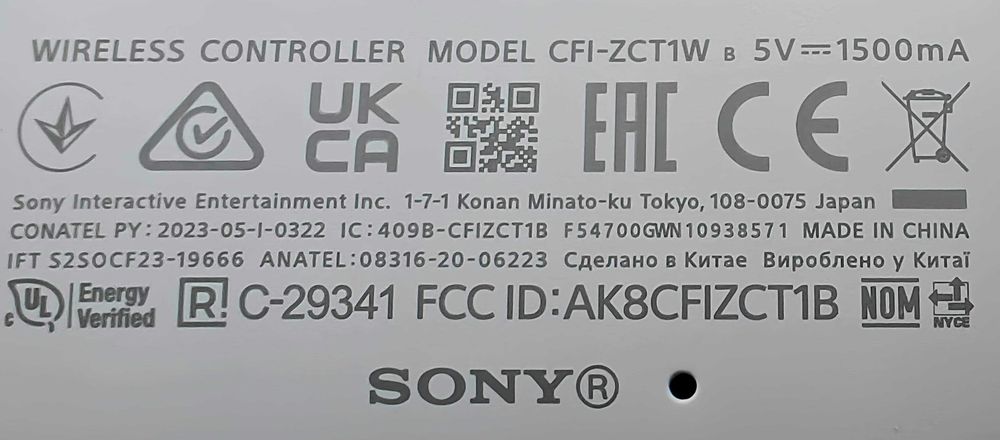 WIRELESS CONTROLLER MODEL CFI-ZCT1W B 5V⎓1500mA
UK
CA
EAC
CE
Sony Interactive Entertainment Inc. 1-7-1 Konan Minato-ku Tokyo, 108-0075 Japan
CONATEL PY: 2023-05-I-0322 IC: 409B-CFIZCT1B F54700GWN10938571 MADE IN CHINA
IFT S2SOCF23-19666 ANATEL:08316-20-06223 Сделано в Китае Вироблено у Китаї
c UL Energy Verified R! C-29341 FCC ID: AK8CFIZCT1B NOM NYCE
SONY®